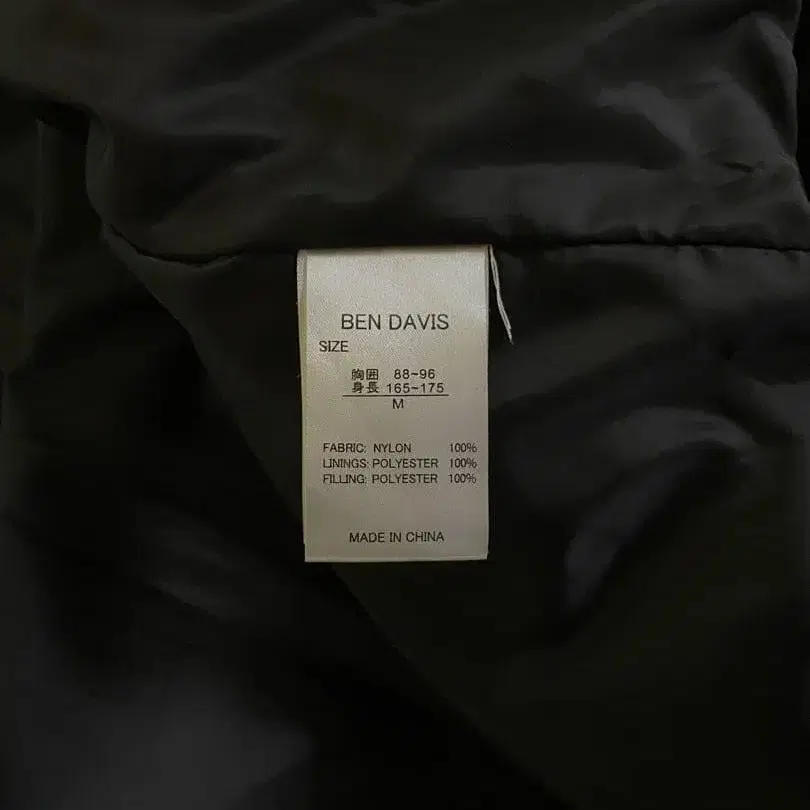 BEN DAVIS
SIZE
胸囲 88~96
身長 165~175
M
FABRIC: NYLON 100%
LININGS: POLYESTER 100%
FILLING: POLYESTER 100%
MADE IN CHINA